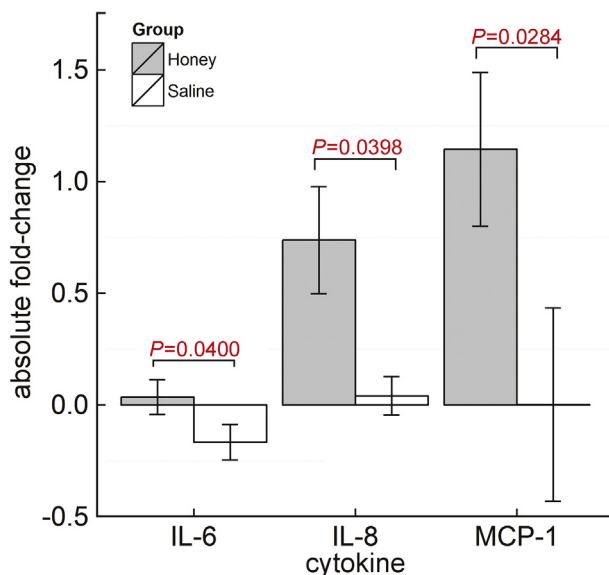 Group
Honey
Saline
P=0.0284
P=0.0398
P=0.0400
1.5
1.0
0.5
0.0
-0.5
absolute fold-change
IL-6
IL-8
MCP-1
cytokine